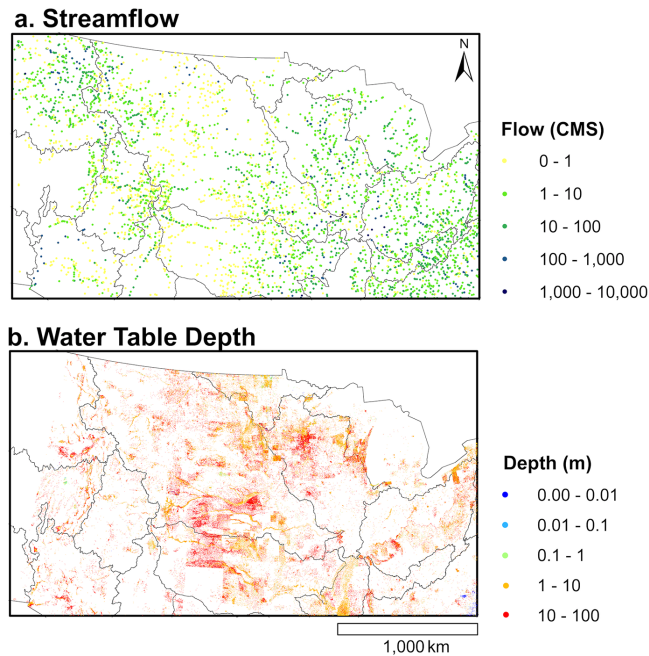 a. Streamflow
N
Flow (CMS)
0 - 1
1 - 10
10 - 100
100 - 1,000
1,000 - 10,000
b. Water Table Depth
Depth (m)
0.00 - 0.01
0.01 - 0.1
0.1 - 1
1 - 10
10 - 100
1,000 km